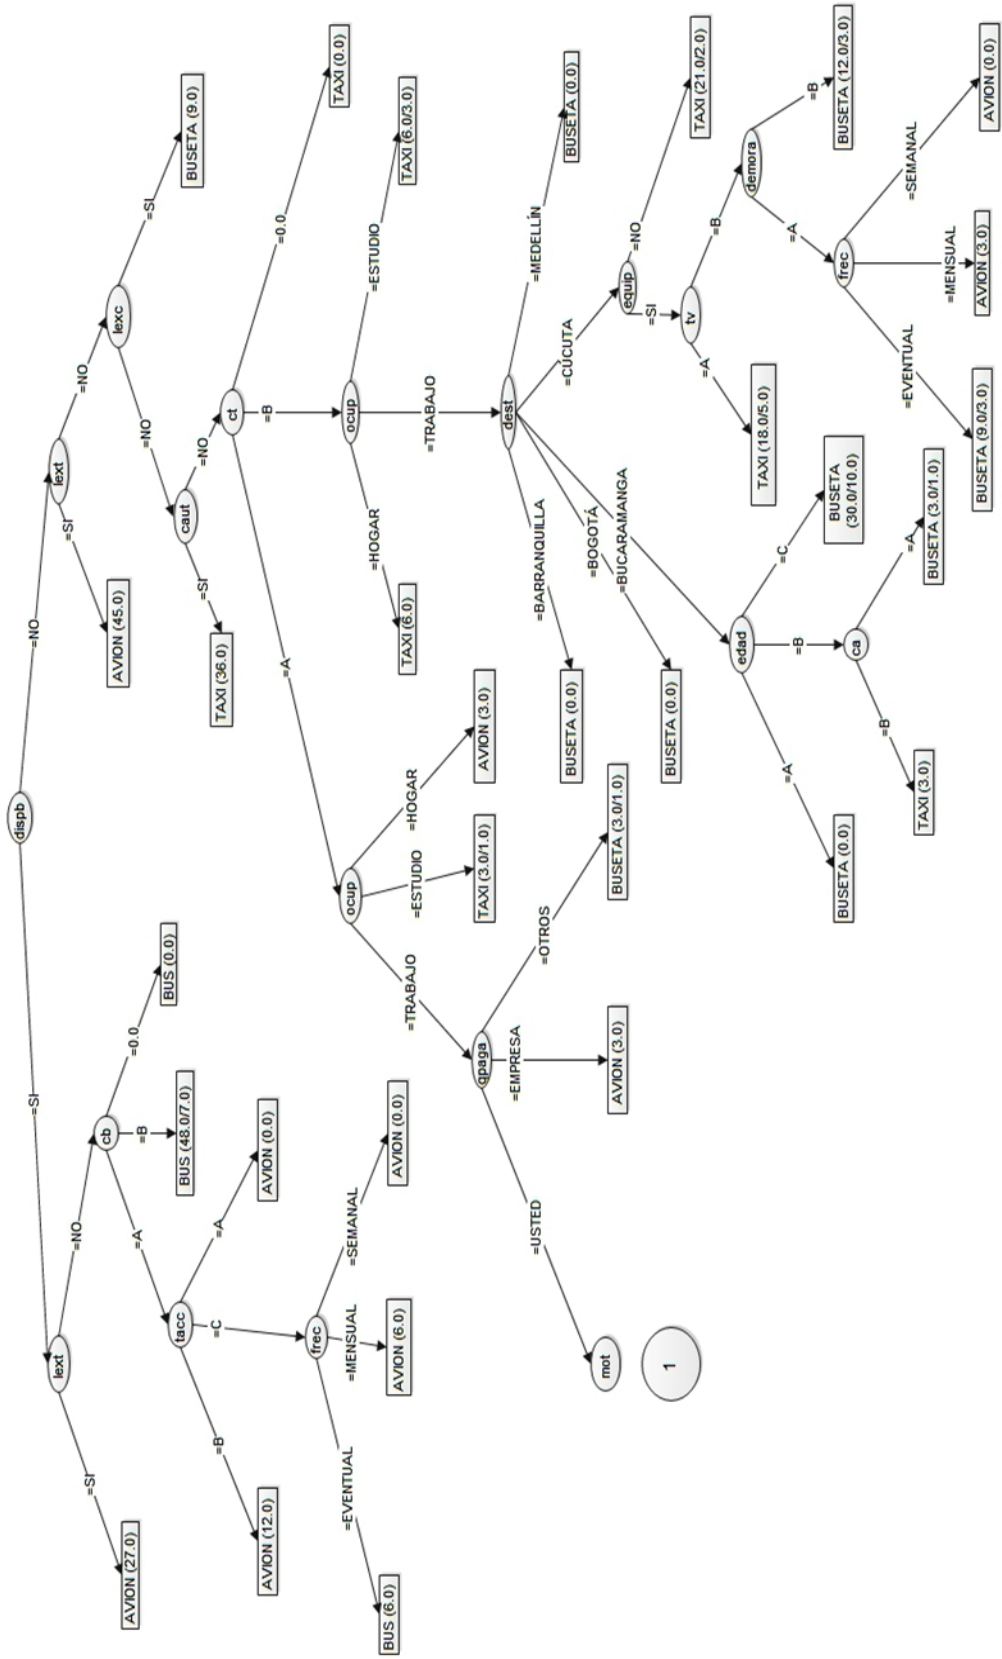 dispb
=SI
=NO
lext
lext
=SI
=NO
=SI
=NO
AVION (27.0)
cb
AVION (45.0)
lexc
=A
=B
=0.0
=NO
=SI
tacc
BUS (48.0/7.0)
BUS (0.0)
caut
BUSETA (9.0)
=B
=C
=A
=SI
=NO
AVION (12.0)
AVION (0.0)
TAXI (36.0)
ct
=A
=B
=0.0
frec
ocup
ocup
TAXI (0.0)
=EVENTUAL
=MENSUAL
=SEMANAL
=TRABAJO
=ESTUDIO
=HOGAR
=HOGAR
=TRABAJO
=ESTUDIO
BUS (6.0)
AVION (6.0)
AVION (0.0)
qpaga
TAXI (3.0/1.0)
AVION (3.0)
TAXI (6.0)
dest
TAXI (6.0/3.0)
=USTED
=EMPRESA
=OTROS
=BARRANQUILLA
=BOGOTÁ
=BUCARAMANGA
=CÚCUTA
=MEDELLÍN
mot
AVION (3.0)
BUSETA (3.0/1.0)
BUSETA (0.0)
BUSETA (0.0)
equip
BUSETA (0.0)
1
=SI
=NO
edad
tv
TAXI (21.0/2.0)
=A
=B
=C
=A
=B
BUSETA (0.0)
ca
BUSETA
(30.0/10.0)
TAXI (18.0/5.0)
demora
=B
=A
=A
=B
TAXI (3.0)
BUSETA (3.0/1.0)
frec
BUSETA (12.0/3.0)
=EVENTUAL
=MENSUAL
=SEMANAL
BUSETA (9.0/3.0)
AVION (3.0)
AVION (0.0)